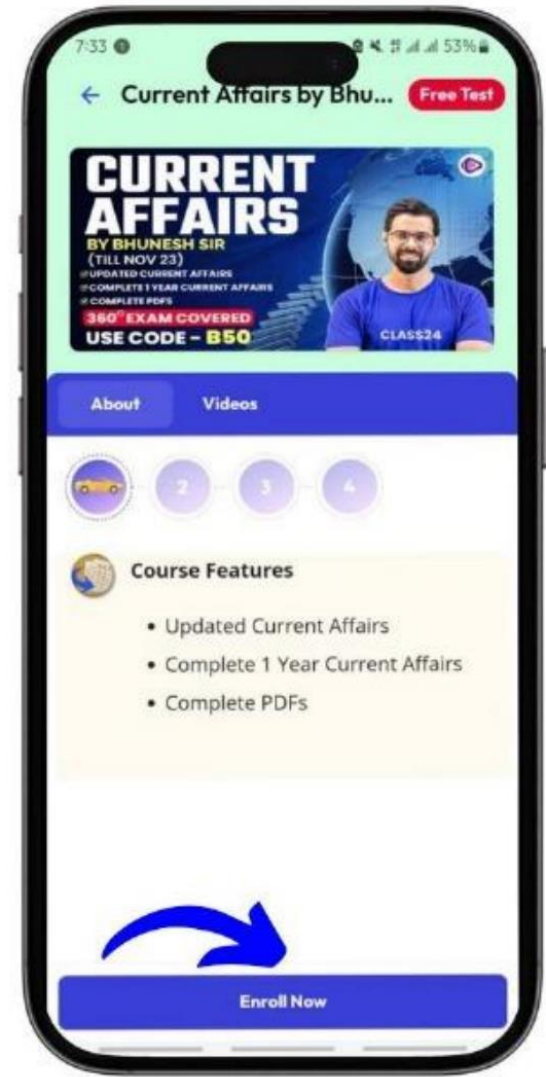 7:33
53%
Current Affairs by Bhu...
Free Test
CURRENT
AFFAIRS
BY BHUNESH SIR
(TILL NOV 23)
UPDATED CURRENT AFFAIRS
COMPLETE 1 YEAR CURRENT AFFAIRS
COMPLETE PDFS
360° EXAM COVERED
USE CODE - B50
CLASS24
About
Videos
2
3
4
Course Features
• Updated Current Affairs
• Complete 1 Year Current Affairs
• Complete PDFs
Enroll Now